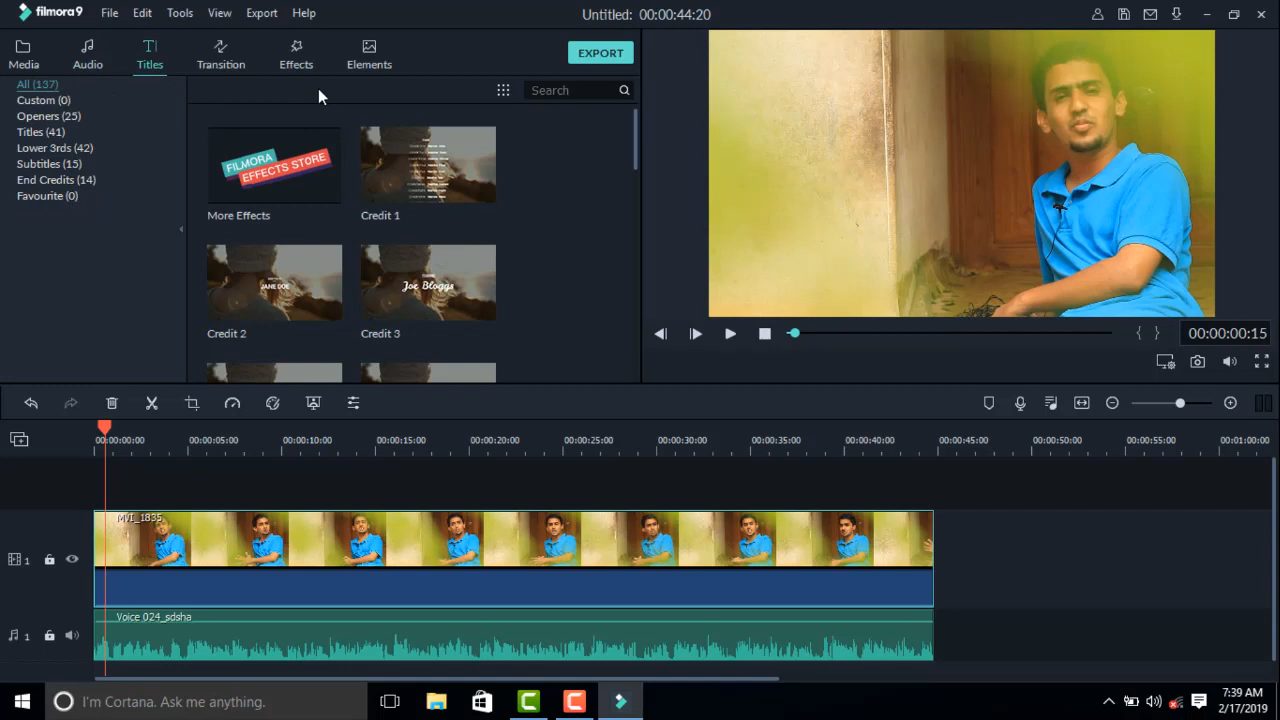 filmora9 File Edit Tools View Export Help Untitled: 00:00:44:20
Media Audio Titles Transition Effects Elements EXPORT
All (137)
Custom (0)
Openers (25)
Titles (41)
Lower 3rds (42)
Subtitles (15)
End Credits (14)
Favourite (0)
Search
FILMORA
EFFECTS STORE
More Effects Credit 1
JANE DOE
Joe Bloggs
Credit 2 Credit 3
00:00:00:15
00:00:00:00 00:00:05:00 00:00:10:00 00:00:15:00 00:00:20:00 00:00:25:00 00:00:30:00 00:00:35:00 00:00:40:00 00:00:45:00 00:00:50:00 00:00:55:00 00:01:00:00
MVI_1835
1
Voice 024_sdsha
1
I'm Cortana. Ask me anything.
7:39 AM
2/17/2019